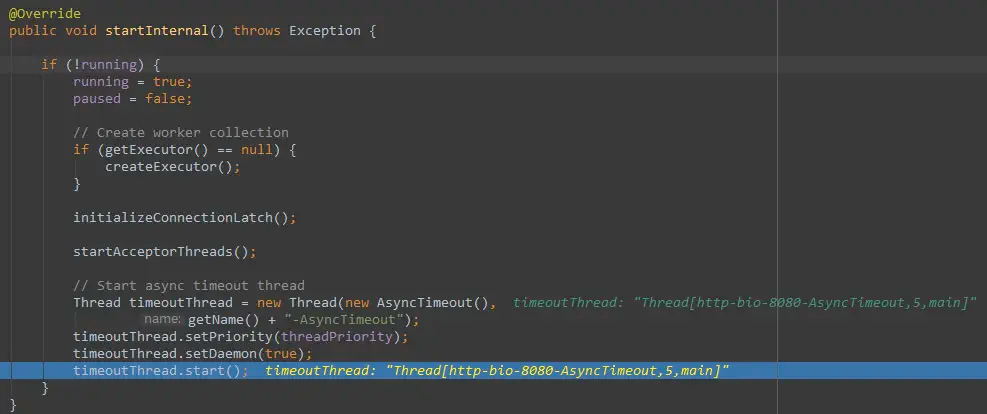 @Override
public void startInternal() throws Exception {
if (!running) {
running = true;
paused = false;
// Create worker collection
if (getExecutor() == null) {
createExecutor();
}
initializeConnectionLatch();
startAcceptorThreads();
// Start async timeout thread
Thread timeoutThread = new Thread(new AsyncTimeout(), timeoutThread: "Thread[http-bio-8080-AsyncTimeout,5,main]"
name: getName() + "-AsyncTimeout");
timeoutThread.setPriority(threadPriority);
timeoutThread.setDaemon(true);
timeoutThread.start(); timeoutThread: "Thread[http-bio-8080-AsyncTimeout,5,main]"
}
}